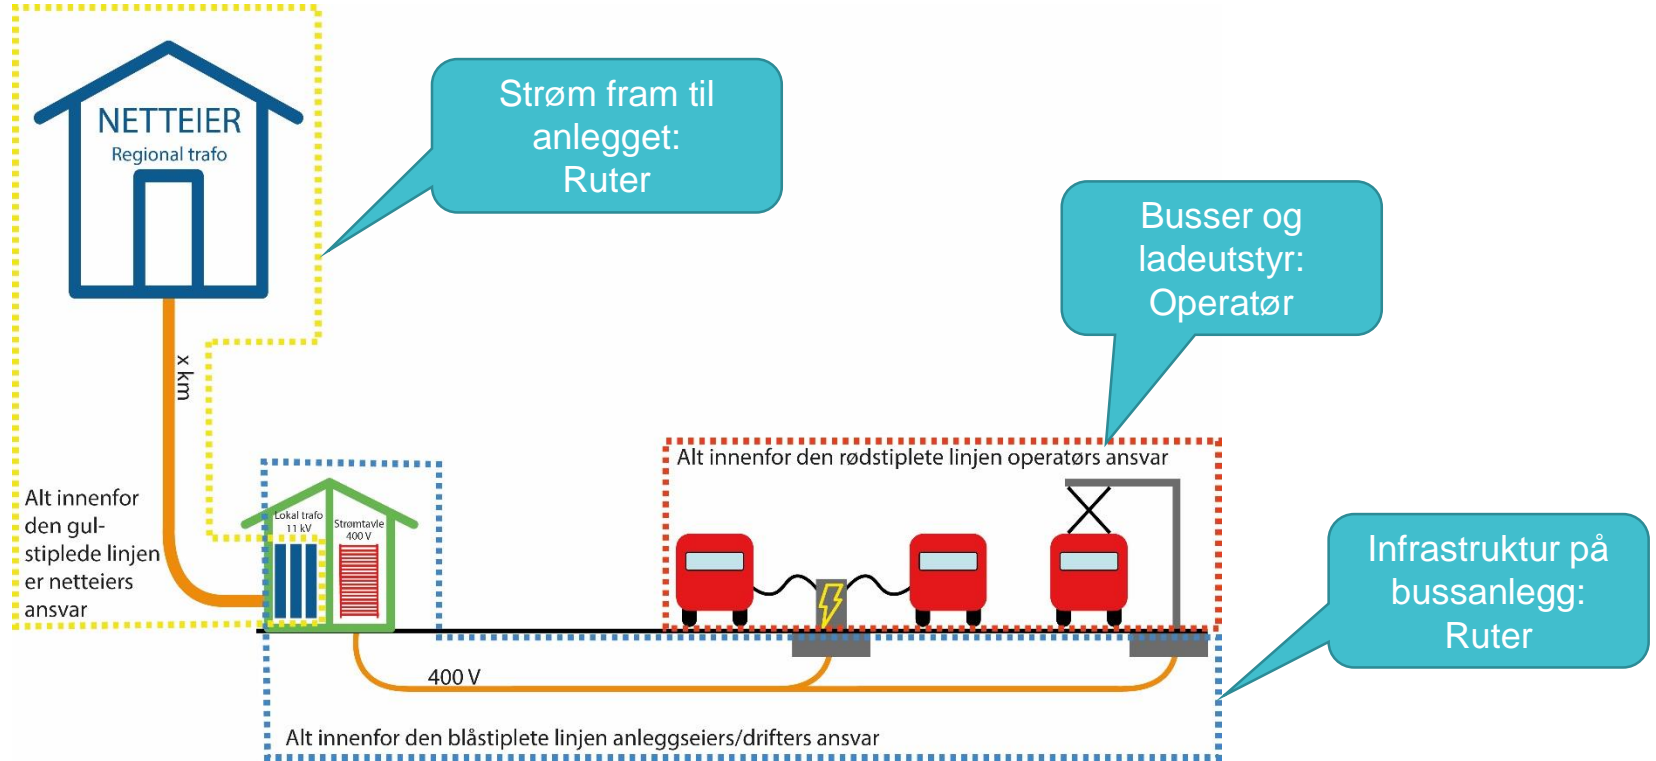 NETTEIER
Regional trafo
Strøm fram til
anlegget:
Ruter
Busser og
ladeutstyr:
Operatør
x km
Alt innenfor
den gul-
stiplede linjen
er netteiers
ansvar
Lokal trafo
11 kV
Strømtavle
400 V
Alt innenfor den rødstiplete linjen operatørs ansvar
Infrastruktur på
bussanlegg:
Ruter
400 V
Alt innenfor den blåstiplete linjen anleggseiers/drifters ansvar